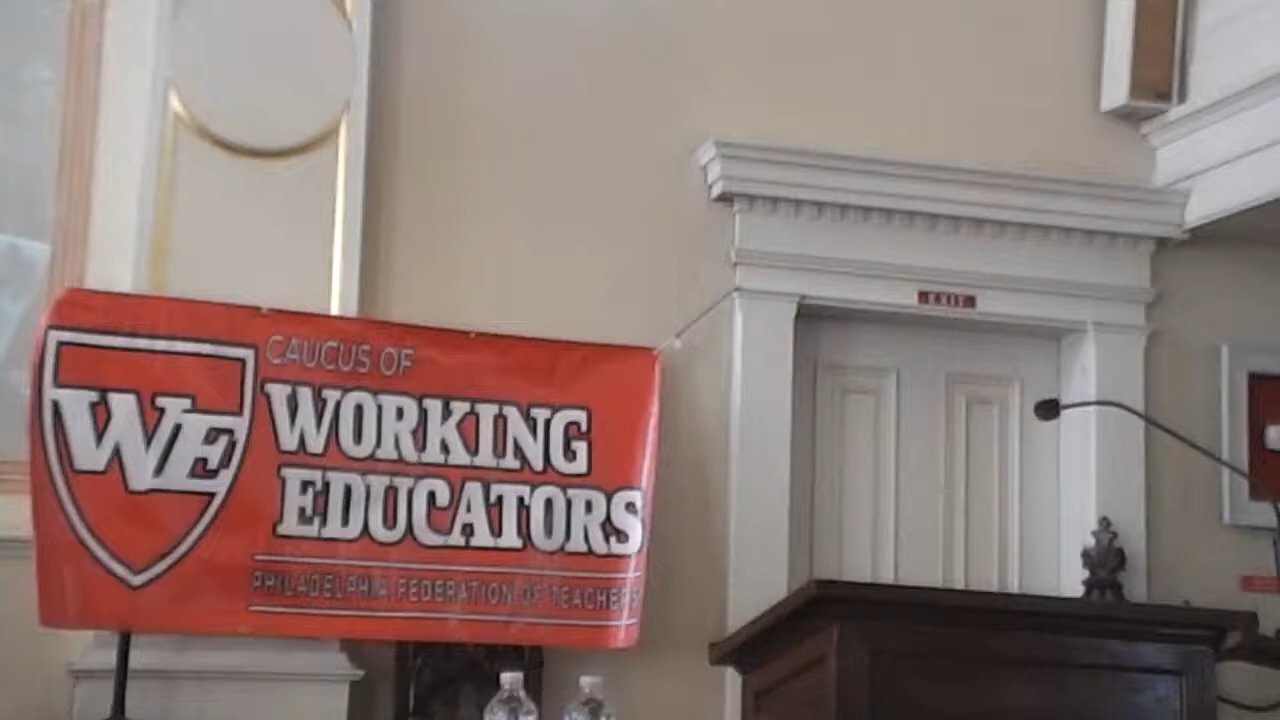 CAUCUS OF
WE
WORKING
EDUCATORS
PHILADELPHIA FEDERATION OF TEACHERS
EXIT